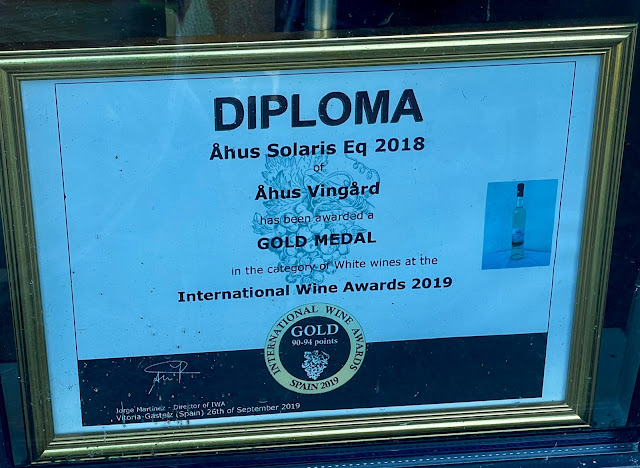 DIPLOMA
Åhus Solaris Eq 2018
of
Åhus Vingård
has been awarded a
GOLD MEDAL
in the category of White wines at the
International Wine Awards 2019
INTERNATIONAL WINE AWARDS
GOLD
90-94 points
SPAIN 2019
Jorge Martínez - Director of IWA
Vitoria-Gasteiz (Spain) 26th of September 2019